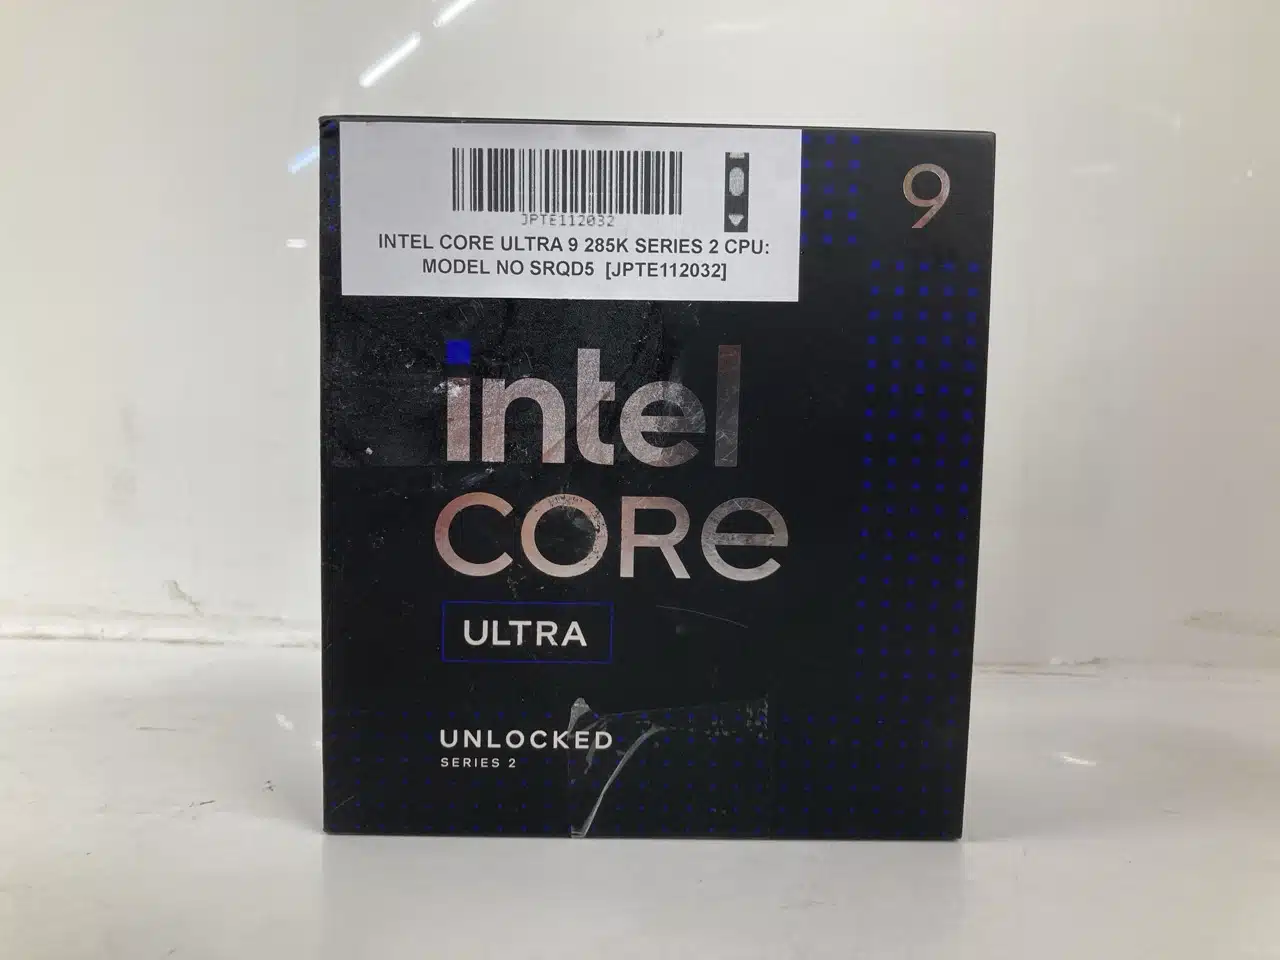 JPTE112032
INTEL CORE ULTRA 9 285K SERIES 2 CPU:
MODEL NO SRQD5 [JPTE112032]
9
intel
CORe
ULTRA
UNLOCKED
SERIES 2